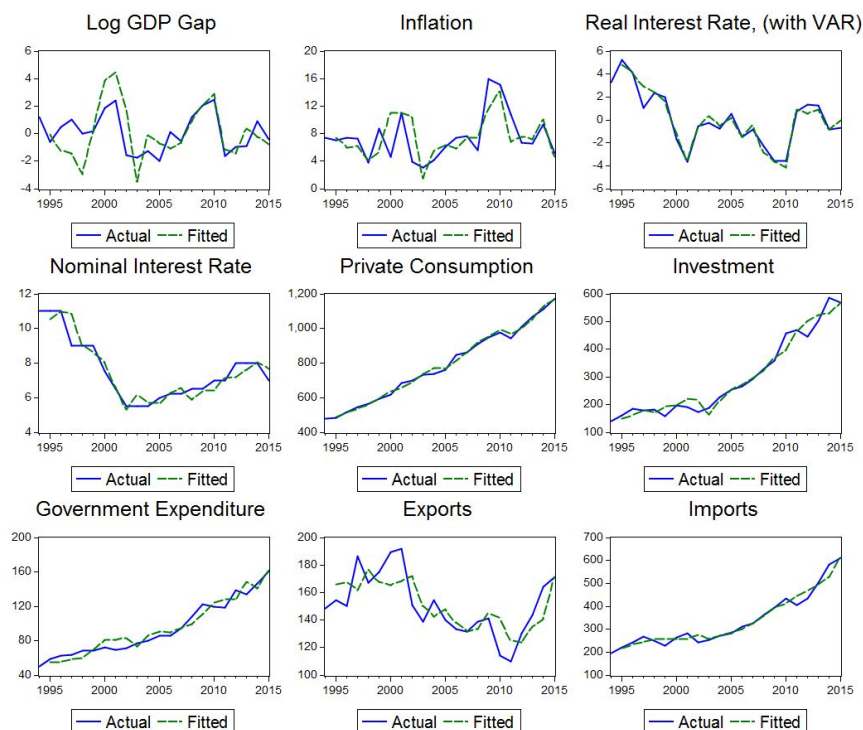 Log GDP Gap
6
4
2
0
-2
-4
1995 2000 2005 2010 2015
Actual Fitted
Inflation
20
16
12
8
4
0
1995 2000 2005 2010 2015
Actual Fitted
Real Interest Rate, (with VAR)
6
4
2
0
-2
-4
-6
1995 2000 2005 2010 2015
Actual Fitted
Nominal Interest Rate
12
10
8
6
4
1995 2000 2005 2010 2015
Actual Fitted
Private Consumption
1,200
1,000
800
600
400
1995 2000 2005 2010 2015
Actual Fitted
Investment
600
500
400
300
200
100
1995 2000 2005 2010 2015
Actual Fitted
Government Expenditure
200
160
120
80
40
1995 2000 2005 2010 2015
Actual Fitted
Exports
200
180
160
140
120
100
1995 2000 2005 2010 2015
Actual Fitted
Imports
700
600
500
400
300
200
100
1995 2000 2005 2010 2015
Actual Fitted